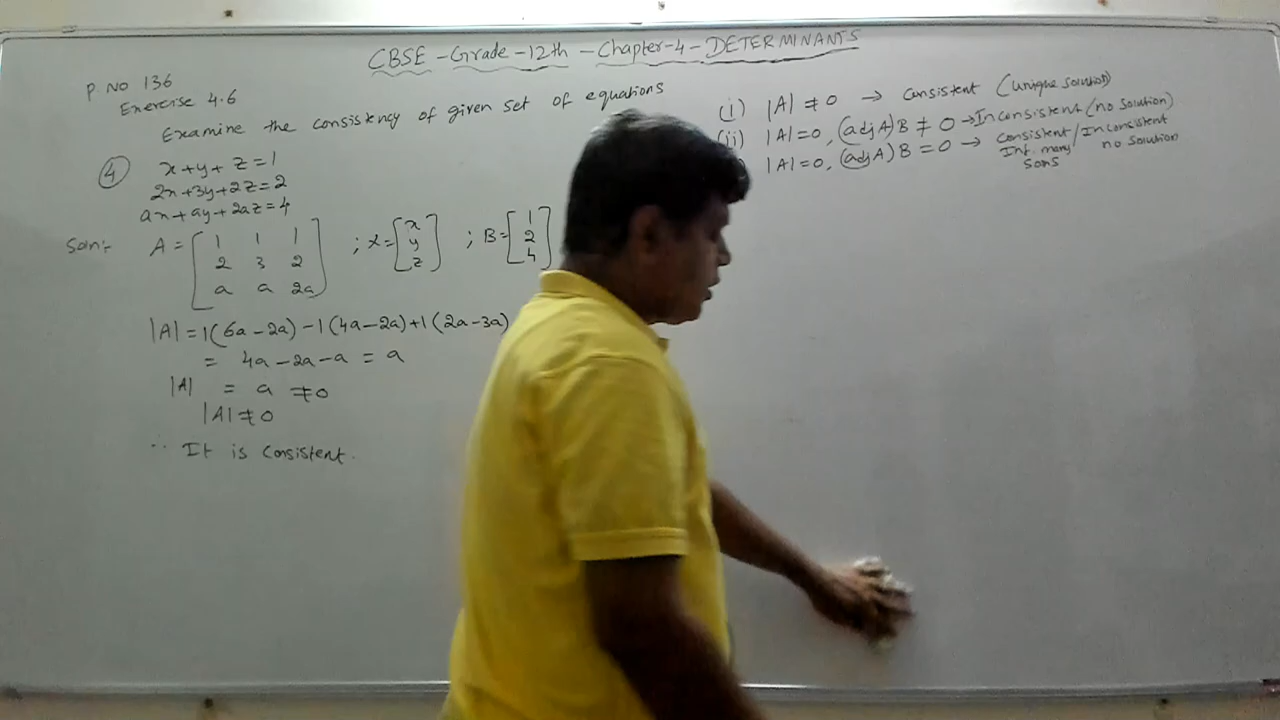 CBSE - Grade - 12th - Chapter-4 - DETERMINANTS
P. NO 136
Exercise 4.6
Examine the consistency of given set of equations
④ x+y+z=1
2x+3y+2z=2
ax+ay+2az=4
Soln:- A = [1 1 1; 2 3 2; a a 2a] ; X = [x; y; z] ; B = [1; 2; 4]
|A| = 1(6a-2a) -1(4a-2a)+1(2a-3a)
= 4a-2a-a = a
|A| = a ≠0
|A| ≠ 0
∴ It is consistent.
(i) |A| ≠ 0 → consistent (unique solution)
(ii) |A|=0, (adj A)B ≠ 0 → Inconsistent (no solution)
|A|=0, (adj A) B = 0 → consistent / Inconsistent
Inf. many no solution
sons